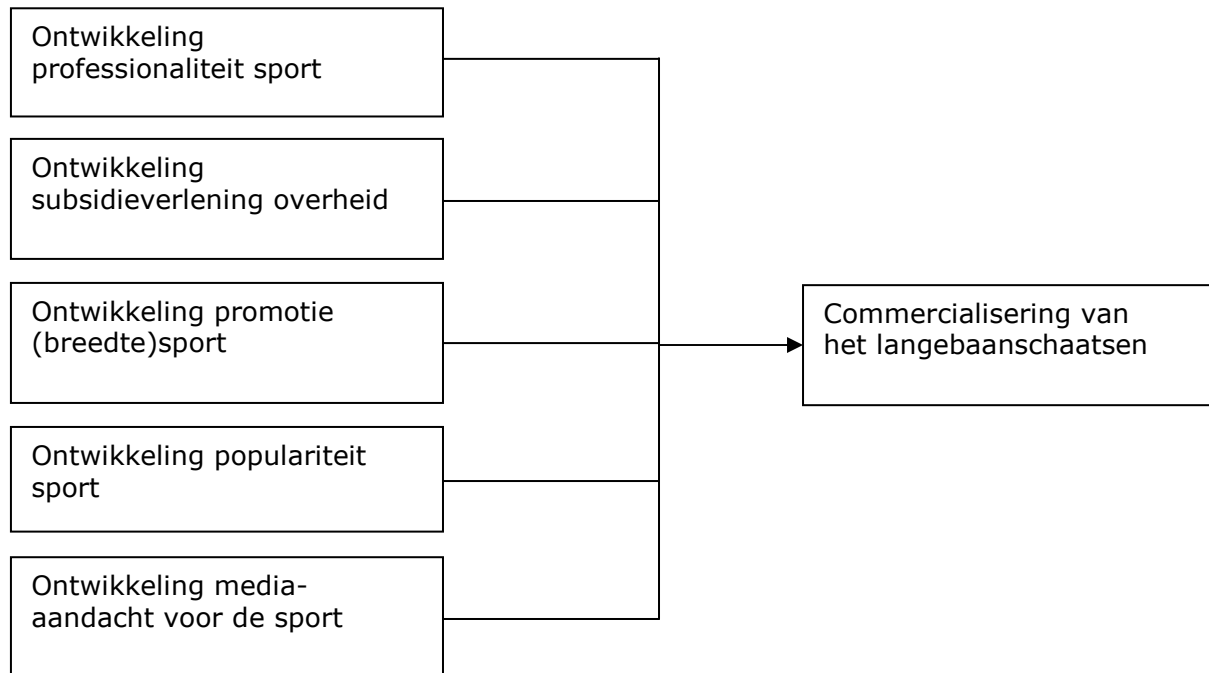 Ontwikkeling
professionaliteit sport
Ontwikkeling
subsidieverlening overheid
Ontwikkeling promotie
(breedte)sport
Ontwikkeling populariteit
sport
Ontwikkeling media-
aandacht voor de sport
Commercialisering van
het langebaanschaatsen